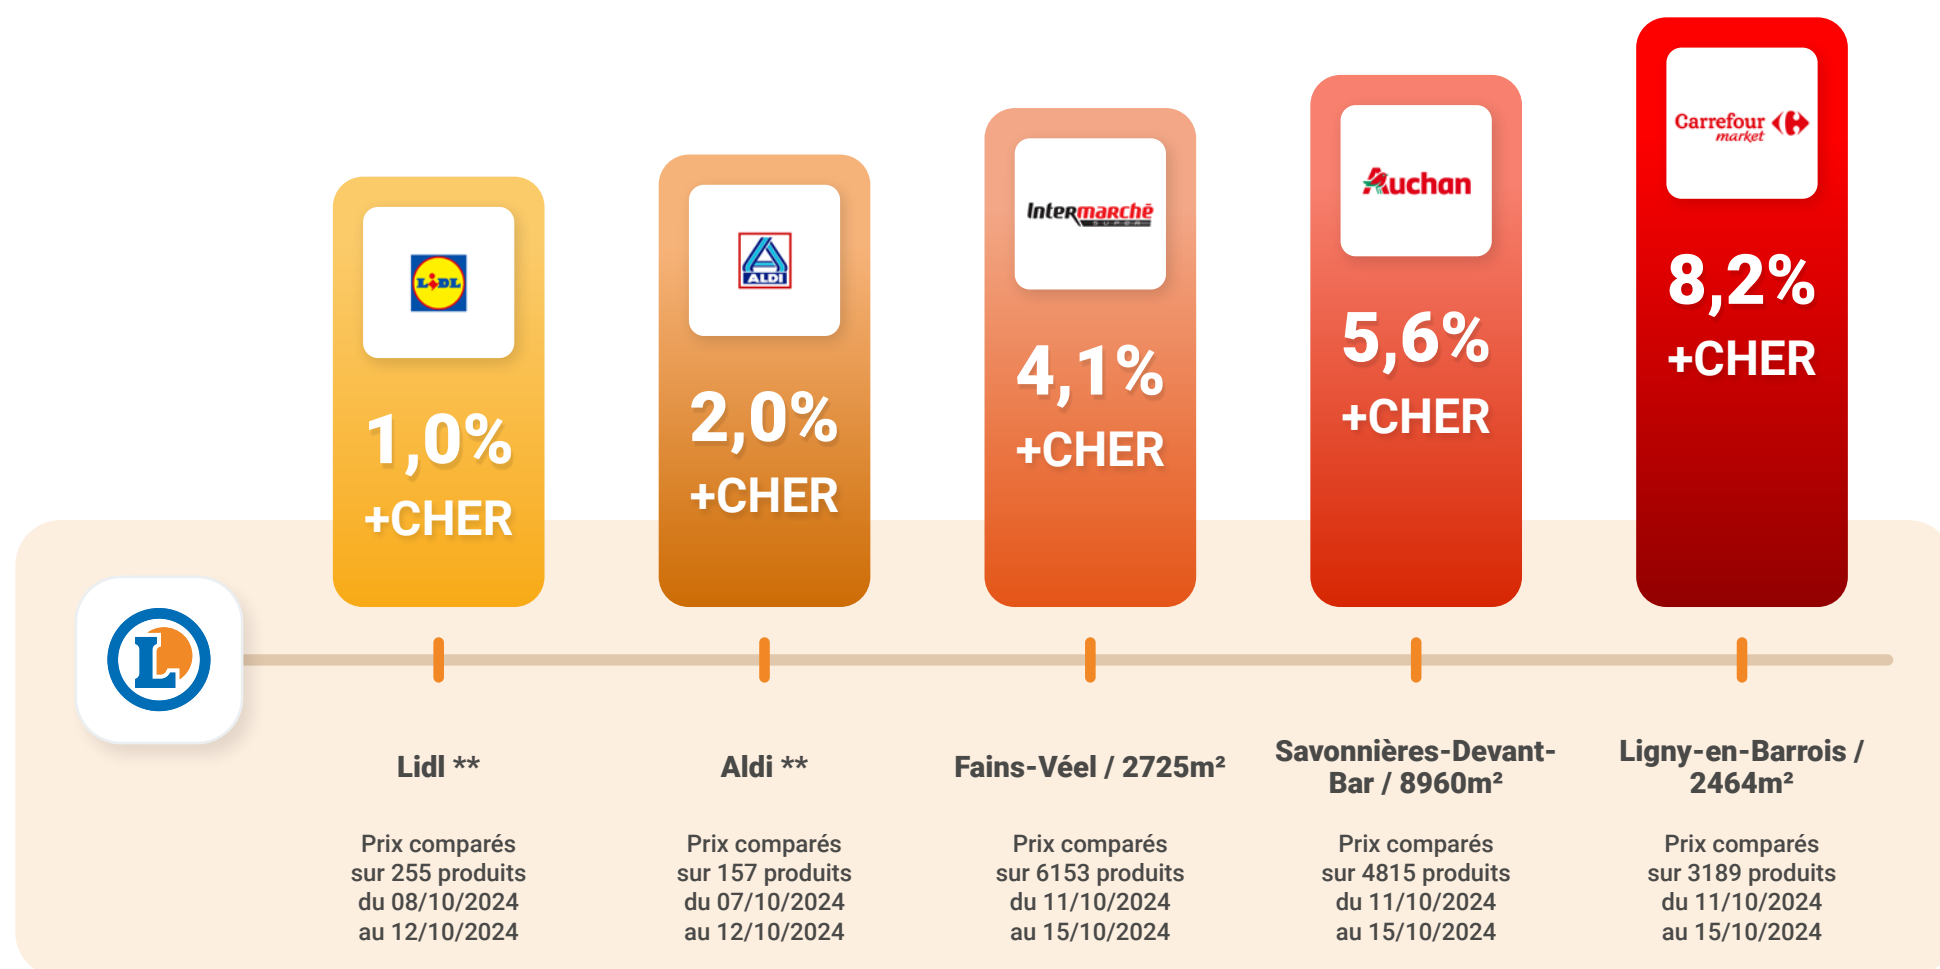 LIDL
1,0%
+CHER
ALDI
2,0%
+CHER
Intermarchē
SUPER
4,1%
+CHER
Auchan
5,6%
+CHER
Carrefour
market
8,2%
+CHER
L
Lidl **
Prix comparés
sur 255 produits
du 08/10/2024
au 12/10/2024
Aldi **
Prix comparés
sur 157 produits
du 07/10/2024
au 12/10/2024
Fains-Véel / 2725m²
Prix comparés
sur 6153 produits
du 11/10/2024
au 15/10/2024
Savonnières-Devant-
Bar / 8960m²
Prix comparés
sur 4815 produits
du 11/10/2024
au 15/10/2024
Ligny-en-Barrois /
2464m²
Prix comparés
sur 3189 produits
du 11/10/2024
au 15/10/2024